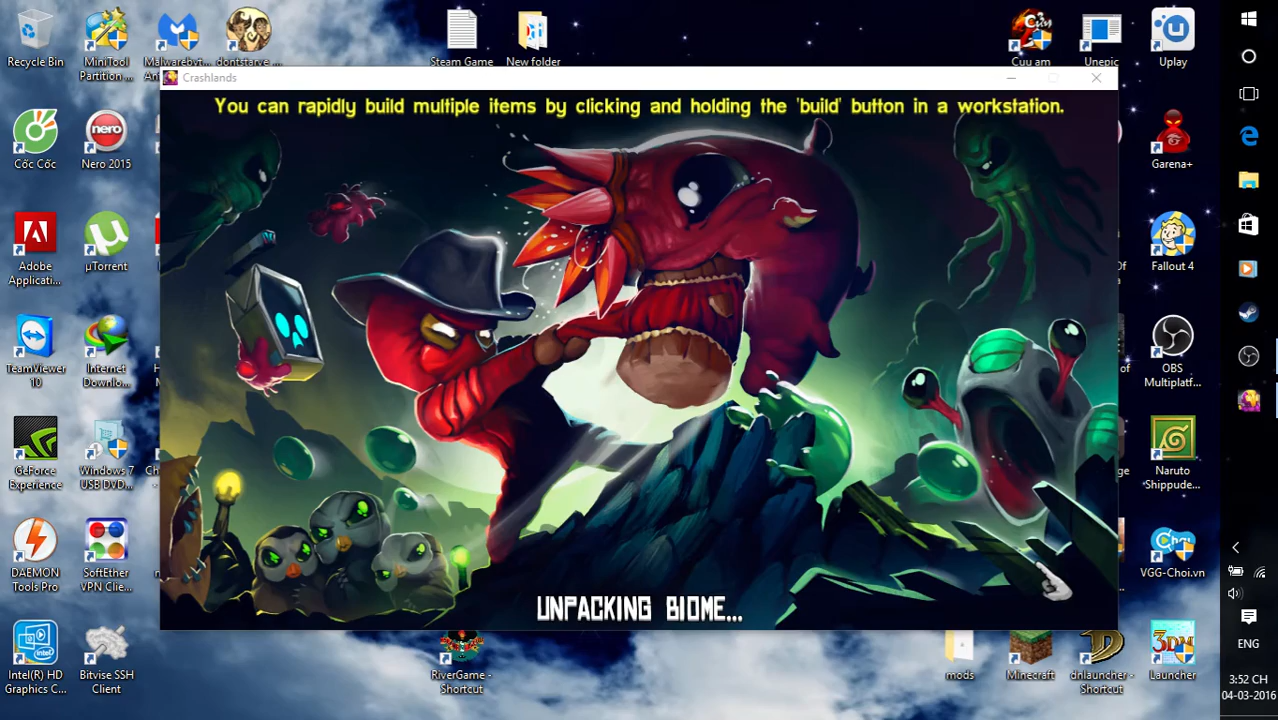 Recycle Bin
MiniTool
Partition ...
Malwarebyt...
dontstarve ...
Steam Game
New folder
Cuu am
Unepic
Uplay
Crashlands
You can rapidly build multiple items by clicking and holding the 'build' button in a workstation.
Cốc Cốc
Nero 2015
Garena+
Adobe
Applicati...
µTorrent
Fallout 4
TeamViewer
10
Internet
Downlo...
OBS
Multiplatf...
GeForce
Experience
Windows 7
USB DVD...
Naruto
Shippude...
DAEMON
Tools Pro
SoftEther
VPN Clie...
VGG-Choi.vn
UNPACKING BIOME...
Intel(R) HD
Graphics C...
Bitvise SSH
Client
RiverGame -
Shortcut
mods
Minecraft
dnlauncher -
Shortcut
3DM
Launcher
ENG
3:52 CH
04-03-2016